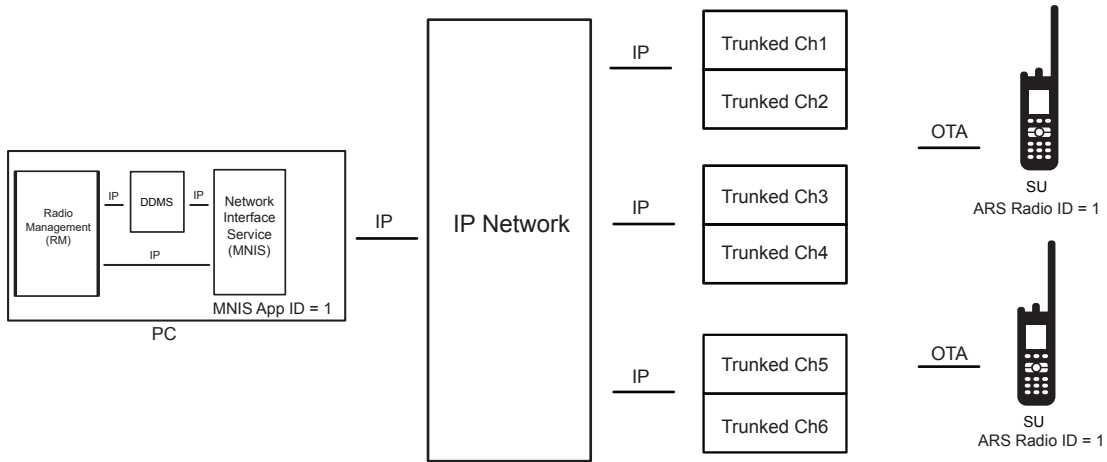 Radio
Management
(RM)
IP
DDMS
IP
Network
Interface
Service
(MNIS)
IP
MNIS App ID = 1
PC
IP
IP Network
IP
Trunked Ch1
Trunked Ch2
IP
Trunked Ch3
Trunked Ch4
IP
Trunked Ch5
Trunked Ch6
OTA
SU
ARS Radio ID = 1
OTA
SU
ARS Radio ID = 1